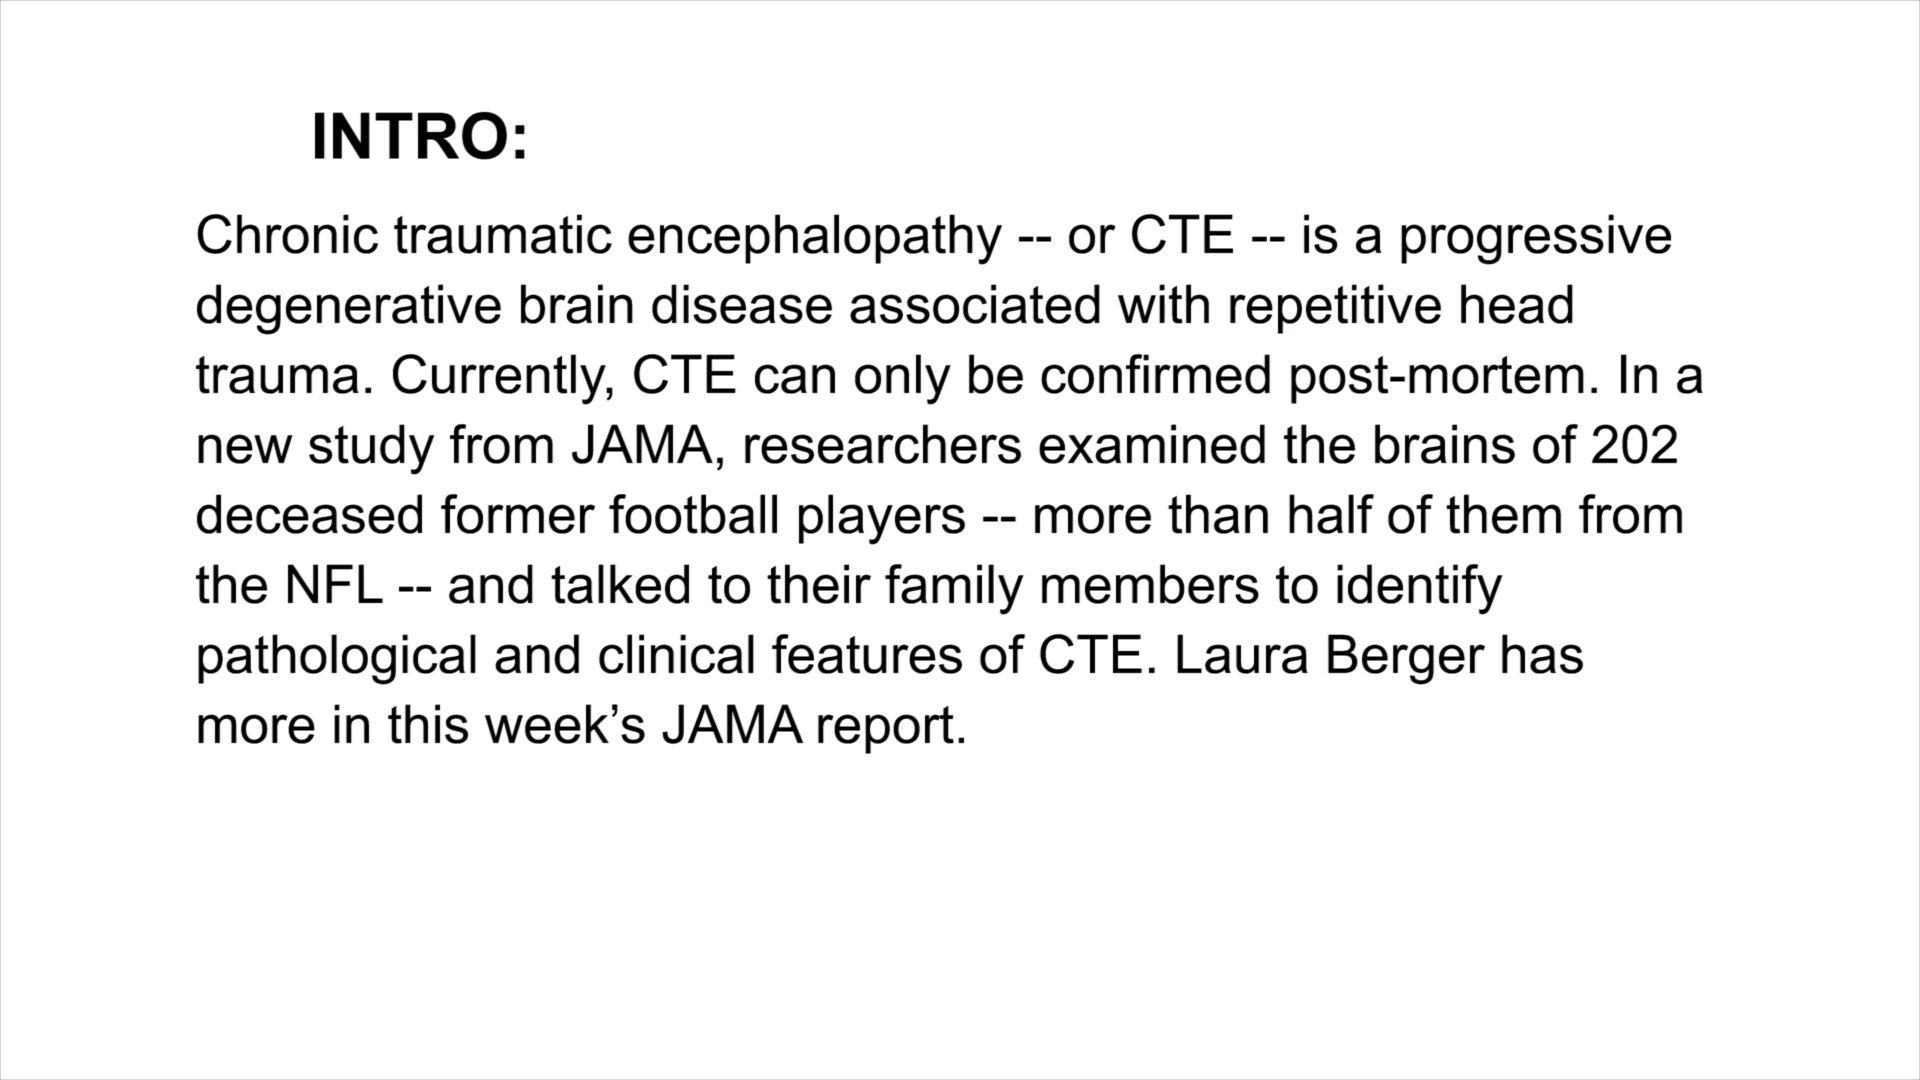 INTRO:
Chronic traumatic encephalopathy -- or CTE -- is a progressive
degenerative brain disease associated with repetitive head
trauma. Currently, CTE can only be confirmed post-mortem. In a
new study from JAMA, researchers examined the brains of 202
deceased former football players -- more than half of them from
the NFL -- and talked to their family members to identify
pathological and clinical features of CTE. Laura Berger has
more in this week’s JAMA report.